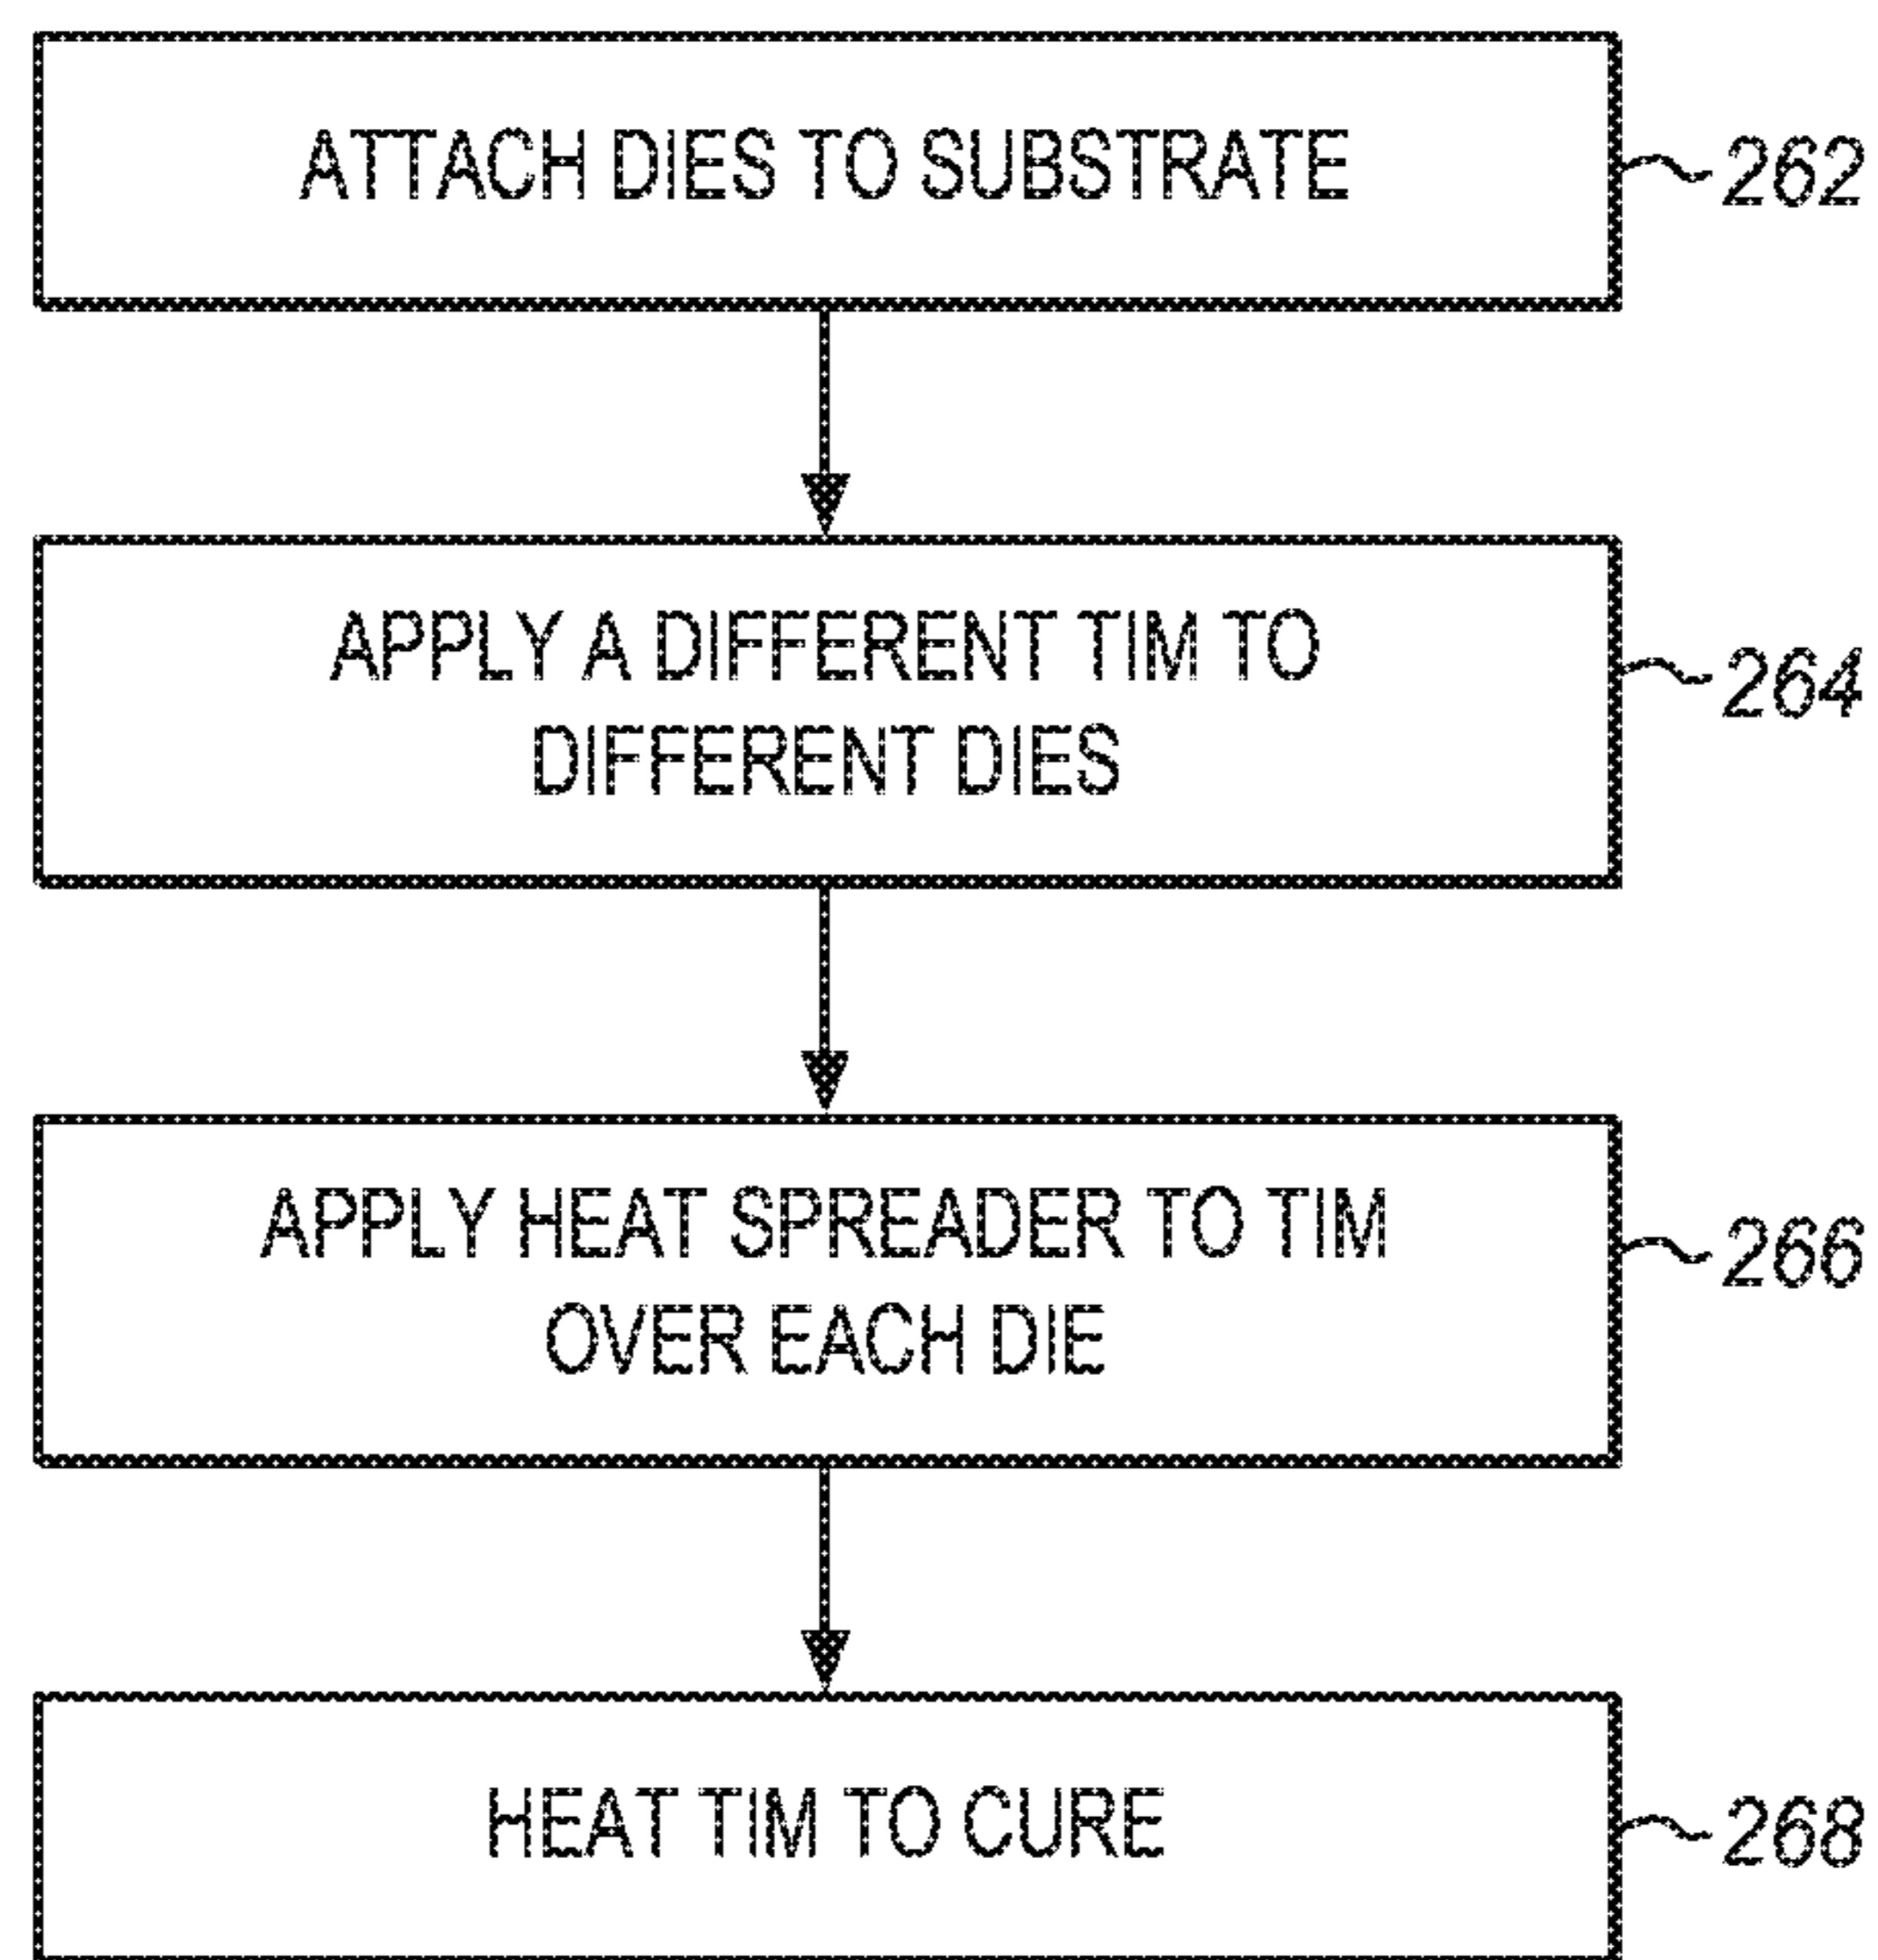 ATTACH DIES TO SUBSTRATE
262
APPLY A DIFFERENT TIM TO
DIFFERENT DIES
264
APPLY HEAT SPREADER TO TIM
OVER EACH DIE
266
HEAT TIM TO CURE
268